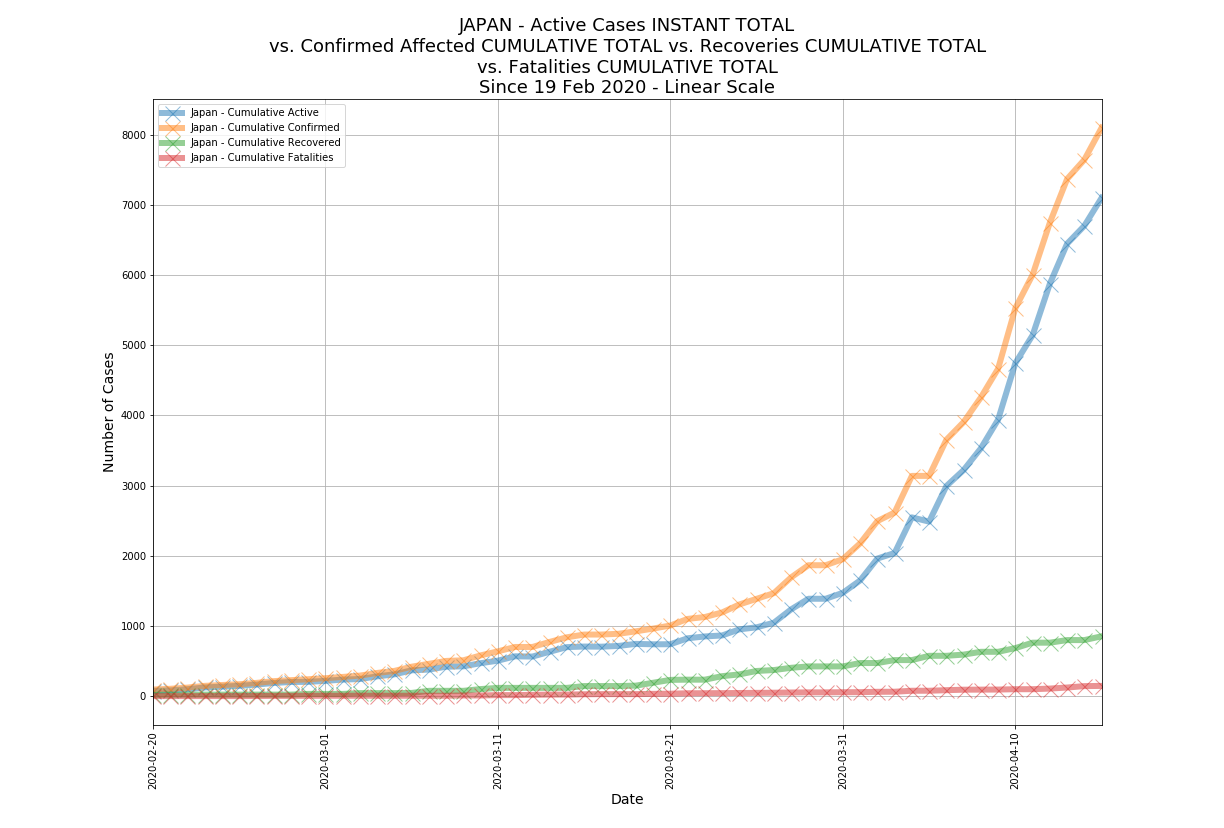 JAPAN - Active Cases INSTANT TOTAL
vs. Confirmed Affected CUMULATIVE TOTAL vs. Recoveries CUMULATIVE TOTAL
vs. Fatalities CUMULATIVE TOTAL
Since 19 Feb 2020 - Linear Scale
Japan - Cumulative Active
Japan - Cumulative Confirmed
Japan - Cumulative Recovered
Japan - Cumulative Fatalities
Number of Cases
8000
7000
6000
5000
4000
3000
2000
1000
0
2020-02-20
2020-03-01
2020-03-11
2020-03-21
2020-03-31
2020-04-10
Date